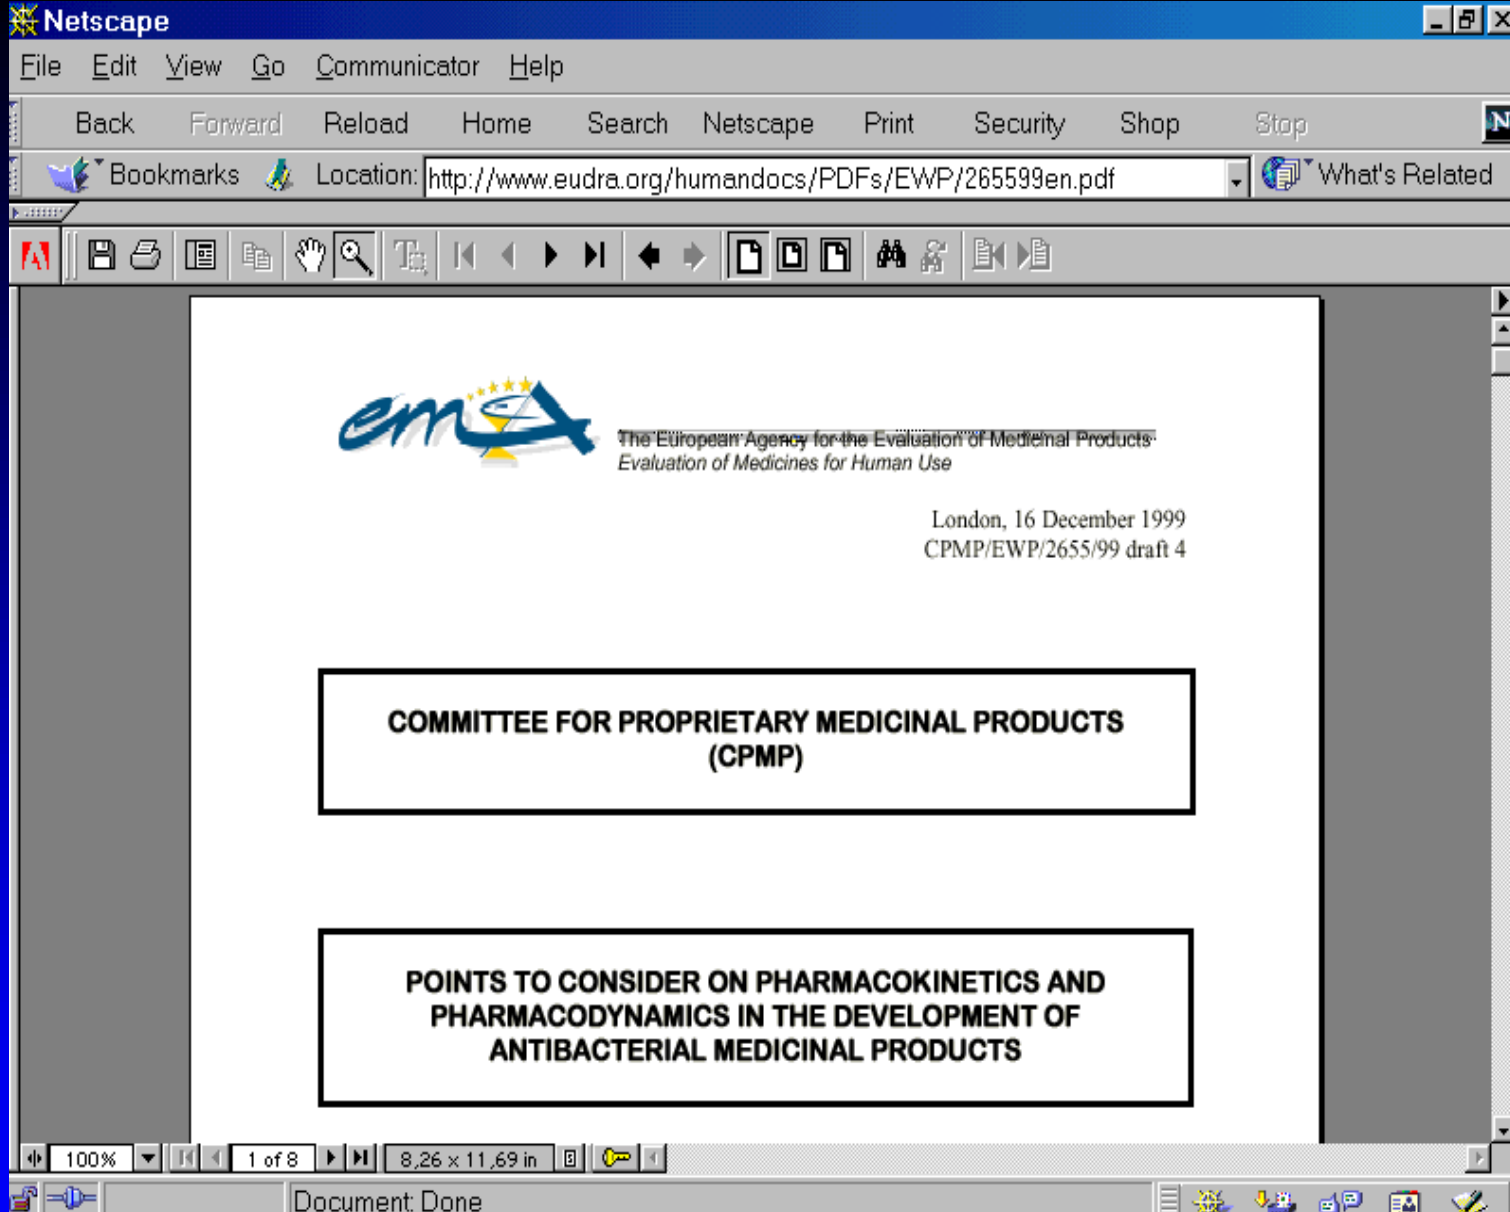 Netscape
File Edit View Go Communicator Help
Back Forward Reload Home Search Netscape Print Security Shop Stop N
Bookmarks Location: http://www.eudra.org/humandocs/PDFs/EWP/265599en.pdf What's Related
emea
The European Agency for the Evaluation of Medicinal Products
Evaluation of Medicines for Human Use
London, 16 December 1999
CPMP/EWP/2655/99 draft 4
COMMITTEE FOR PROPRIETARY MEDICINAL PRODUCTS
(CPMP)
POINTS TO CONSIDER ON PHARMACOKINETICS AND
PHARMACODYNAMICS IN THE DEVELOPMENT OF
ANTIBACTERIAL MEDICINAL PRODUCTS
100% 1 of 8 8,26 x 11,69 in
Document: Done